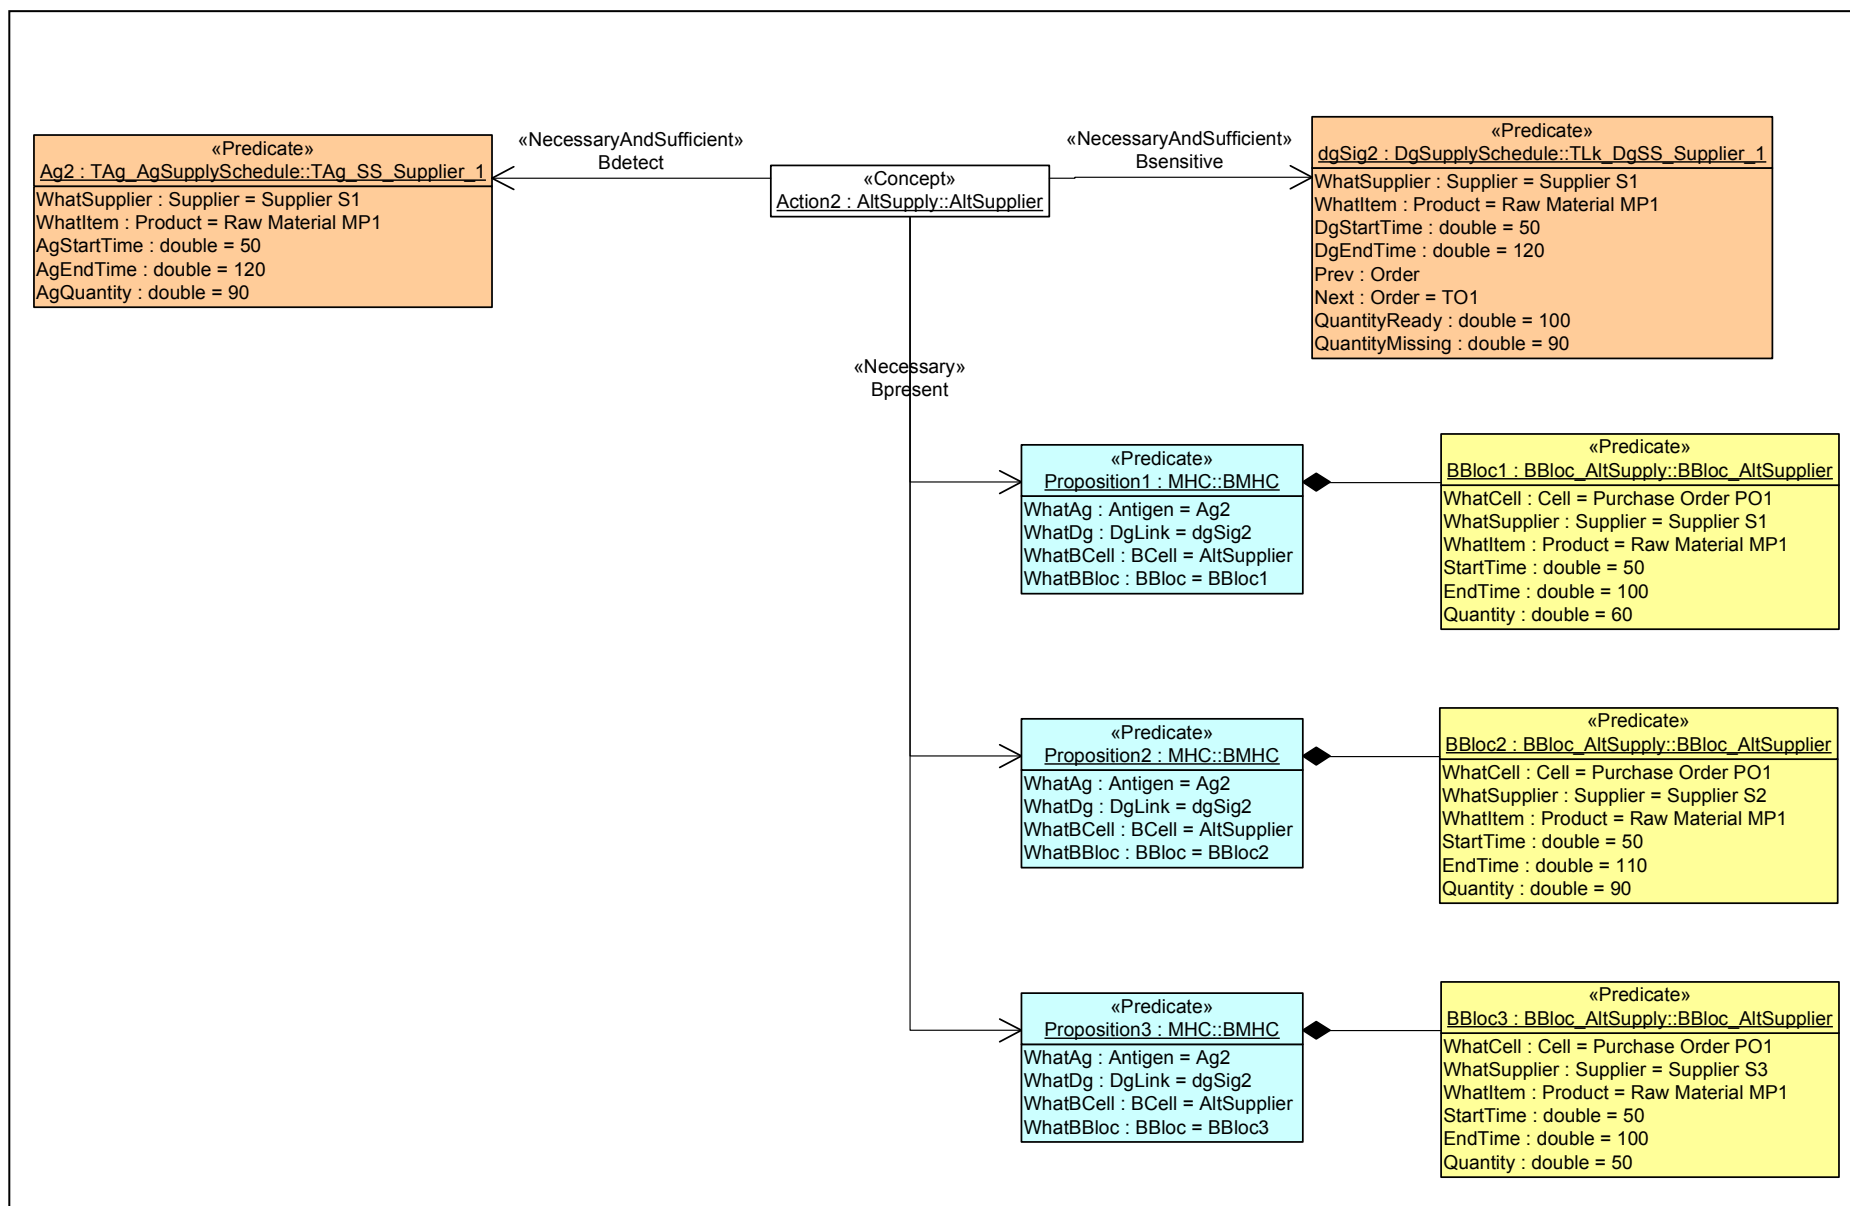 «Predicate»
Ag2 : TAg_AgSupplySchedule::TAg_SS_Supplier_1
WhatSupplier : Supplier = Supplier S1
WhatItem : Product = Raw Material MP1
AgStartTime : double = 50
AgEndTime : double = 120
AgQuantity : double = 90
«NecessaryAndSufficient»
Bdetect
«Concept»
Action2 : AltSupply::AltSupplier
«NecessaryAndSufficient»
Bsensitive
«Predicate»
dgSig2 : DgSupplySchedule::TLk_DgSS_Supplier_1
WhatSupplier : Supplier = Supplier S1
WhatItem : Product = Raw Material MP1
DgStartTime : double = 50
DgEndTime : double = 120
Prev : Order
Next : Order = TO1
QuantityReady : double = 100
QuantityMissing : double = 90
«Necessary»
Bpresent
«Predicate»
Proposition1 : MHC::BMHC
WhatAg : Antigen = Ag2
WhatDg : DgLink = dgSig2
WhatBCell : BCell = AltSupplier
WhatBBloc : BBloc = BBloc1
«Predicate»
BBloc1 : BBloc_AltSupply::BBloc_AltSupplier
WhatCell : Cell = Purchase Order PO1
WhatSupplier : Supplier = Supplier S1
WhatItem : Product = Raw Material MP1
StartTime : double = 50
EndTime : double = 100
Quantity : double = 60
«Predicate»
Proposition2 : MHC::BMHC
WhatAg : Antigen = Ag2
WhatDg : DgLink = dgSig2
WhatBCell : BCell = AltSupplier
WhatBBloc : BBloc = BBloc2
«Predicate»
BBloc2 : BBloc_AltSupply::BBloc_AltSupplier
WhatCell : Cell = Purchase Order PO1
WhatSupplier : Supplier = Supplier S2
WhatItem : Product = Raw Material MP1
StartTime : double = 50
EndTime : double = 110
Quantity : double = 90
«Predicate»
Proposition3 : MHC::BMHC
WhatAg : Antigen = Ag2
WhatDg : DgLink = dgSig2
WhatBCell : BCell = AltSupplier
WhatBBloc : BBloc = BBloc3
«Predicate»
BBloc3 : BBloc_AltSupply::BBloc_AltSupplier
WhatCell : Cell = Purchase Order PO1
WhatSupplier : Supplier = Supplier S3
WhatItem : Product = Raw Material MP1
StartTime : double = 50
EndTime : double = 100
Quantity : double = 50